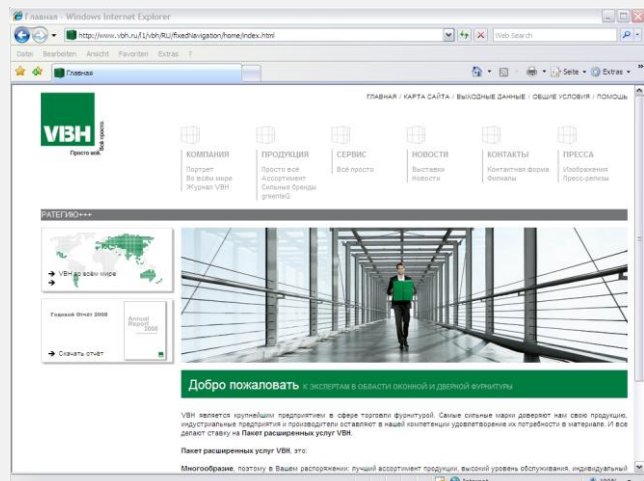 Главная - Windows Internet Explorer
http://www.vbh.ru/l1/vbh/RU/fixedNavigation/home/index.html
Web Search
Datei Bearbeiten Ansicht Favoriten Extras ?
Главная
Seite Extras
ГЛАВНАЯ / КАРТА САЙТА / ВЫХОДНЫЕ ДАННЫЕ / ОБЩИЕ УСЛОВИЯ / ПОМОЩЬ
VBH
Просто всё.
Всё просто
КОМПАНИЯ
Портрет
Во всём мире
Журнал VBH
ПРОДУКЦИЯ
Просто всё
Ассортимент
Сильные бренды
greenteQ
СЕРВИС
Всё просто
НОВОСТИ
Выставки
Новости
КОНТАКТЫ
Контактная форма
Филиалы
ПРЕССА
Изображения
Пресс-релизы
РАТЕГИЮ+++
VBH во всём мире
Годовой Отчёт 2008
Annual
Report
2008
Скачать отчёт
Добро пожаловать К ЭКСПЕРТАМ В ОБЛАСТИ ОКОННОЙ И ДВЕРНОЙ ФУРНИТУРЫ
VBH является крупнейшим предприятием в сфере торговли фурнитурой. Самые сильные марки доверяют нам свою продукцию,
индустриальные предприятия и производители оставляют в нашей компетенции удовлетворение их потребности в материале. И все
делают ставку на Пакет расширенных услуг VBH.
Пакет расширенных услуг VBH, это:
Многообразие, поэтому в Вашем распоряжении: лучший ассортимент продукции, высокий уровень обслуживания, индивидуальный
Internet
100%